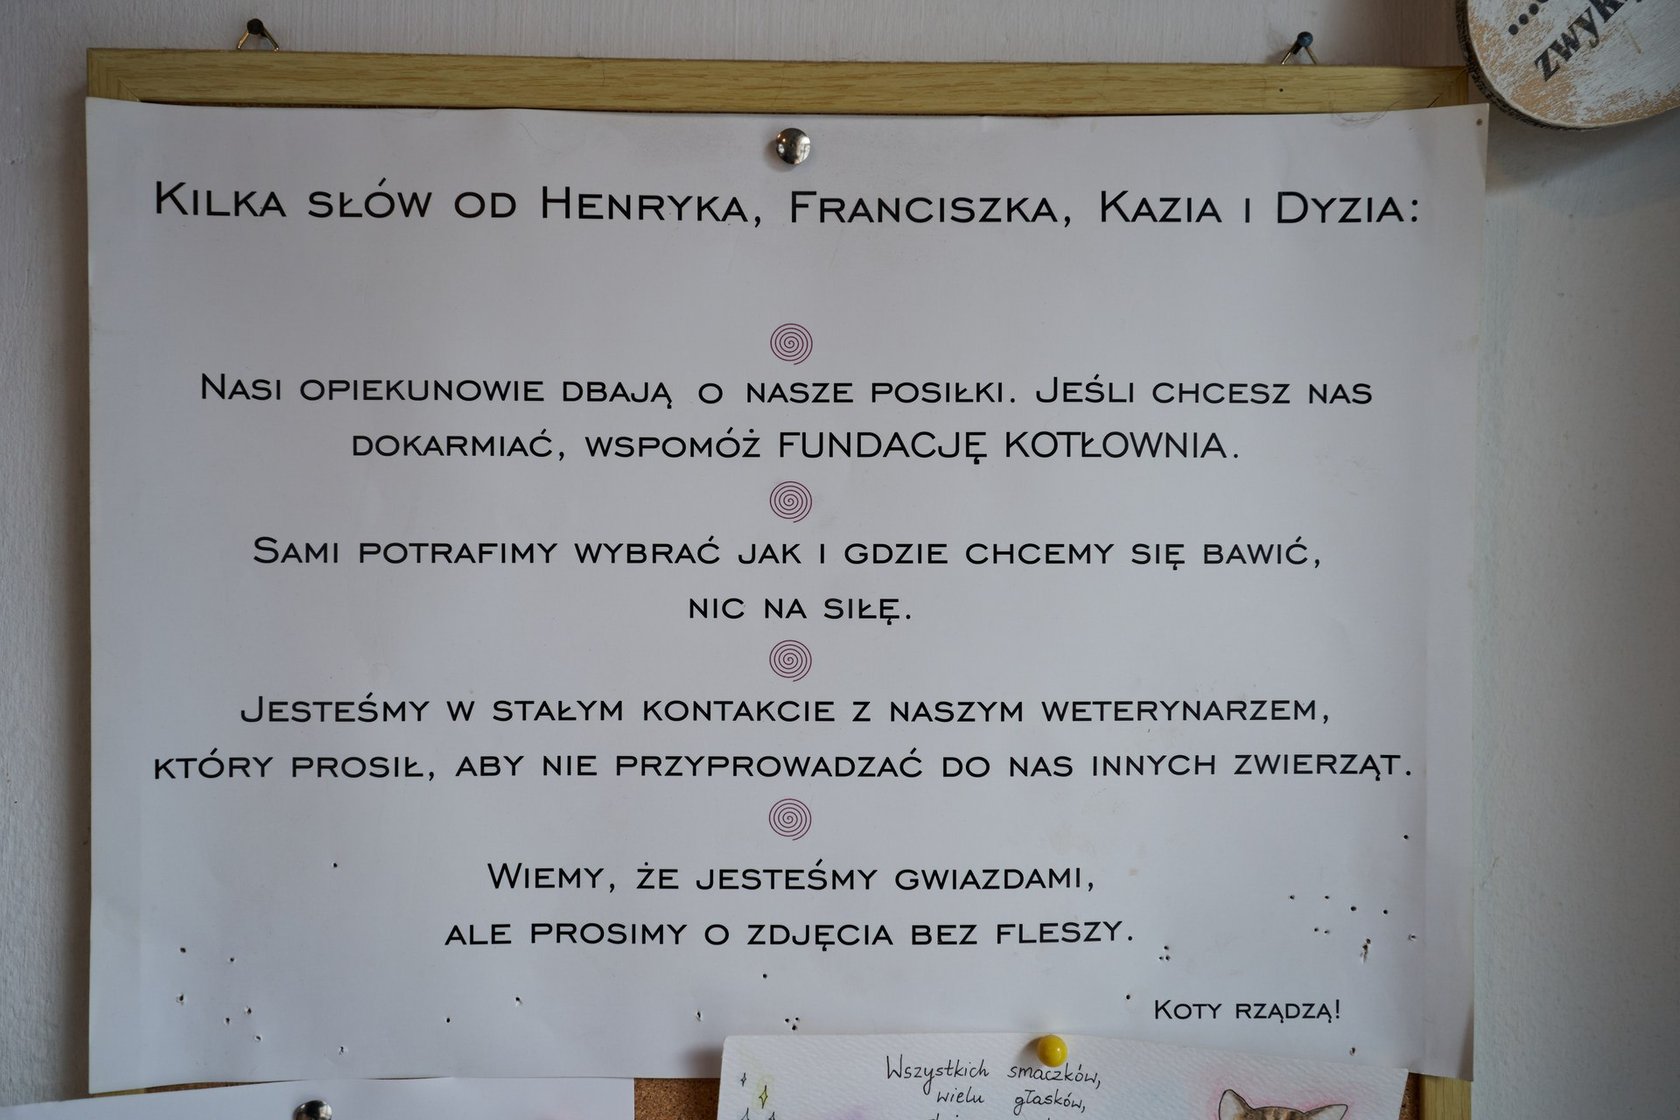 Kilka słów od Henryka, Franciszka, Kazia i Dyzia:
Nasi opiekunowie dbają o nasze posiłki. Jeśli chcesz nas
dokarmiać, wspomóż FUNDACJĘ KOTŁOWNIA.
Sami potrafimy wybrać jak i gdzie chcemy się bawić,
nic na siłę.
Jesteśmy w stałym kontakcie z naszym weterynarzem,
który prosił, aby nie przyprowadzać do nas innych zwierząt.
Wiemy, że jesteśmy gwiazdami,
ale prosimy o zdjęcia bez fleszy.
Koty rządzą!
Wszystkich smaczków,
wielu głasków,